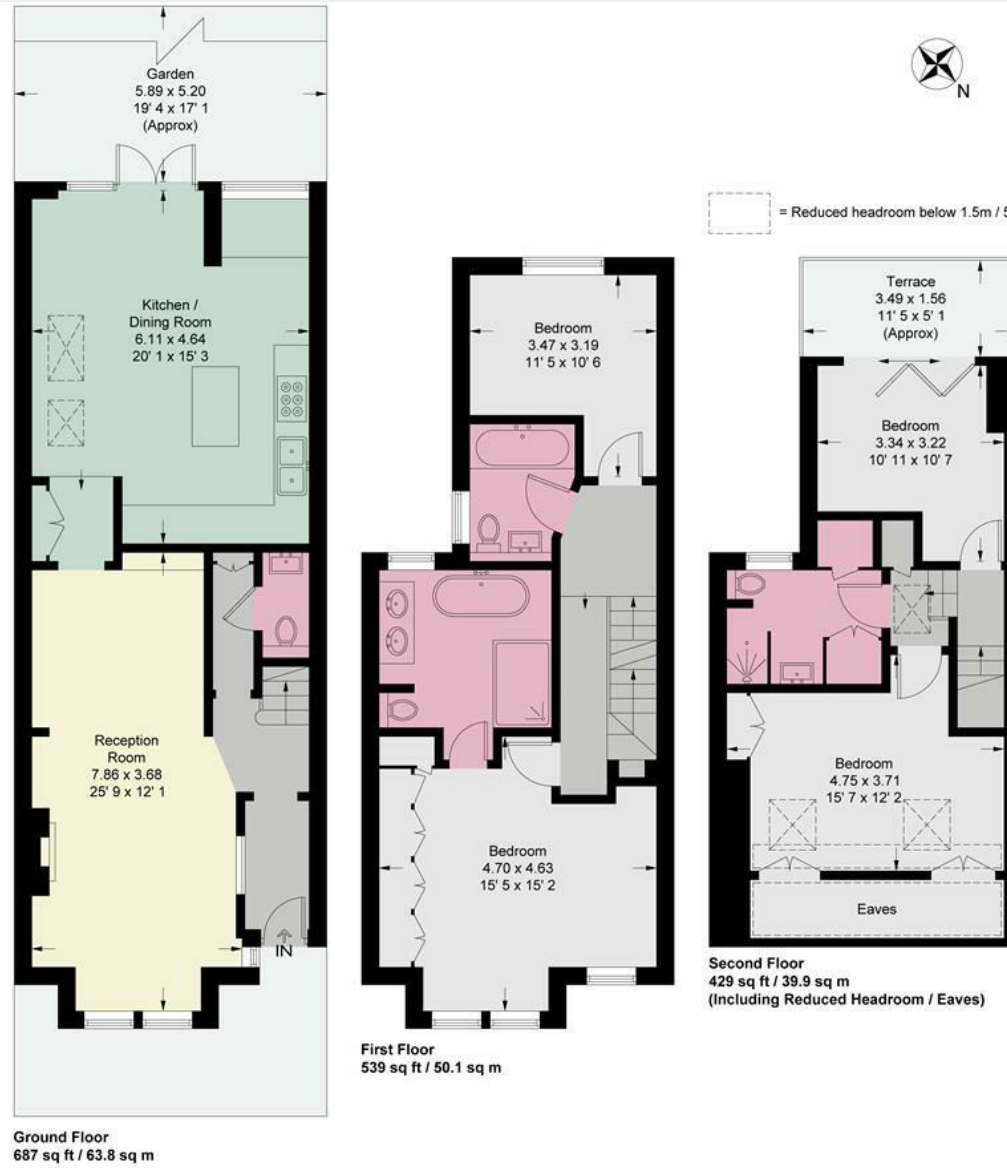 Garden
5.89 x 5.20
19' 4 x 17' 1
(Approx)
N
= Reduced headroom below 1.5m / 5
Kitchen /
Dining Room
6.11 x 4.64
20' 1 x 15' 3
Bedroom
3.47 x 3.19
11' 5 x 10' 6
Terrace
3.49 x 1.56
11' 5 x 5' 1
(Approx)
Bedroom
3.34 x 3.22
10' 11 x 10' 7
Reception
Room
7.86 x 3.68
25' 9 x 12' 1
IN
Bedroom
4.70 x 4.63
15' 5 x 15' 2
Bedroom
4.75 x 3.71
15' 7 x 12' 2
Eaves
Ground Floor
687 sq ft / 63.8 sq m
First Floor
539 sq ft / 50.1 sq m
Second Floor
429 sq ft / 39.9 sq m
(Including Reduced Headroom / Eaves)